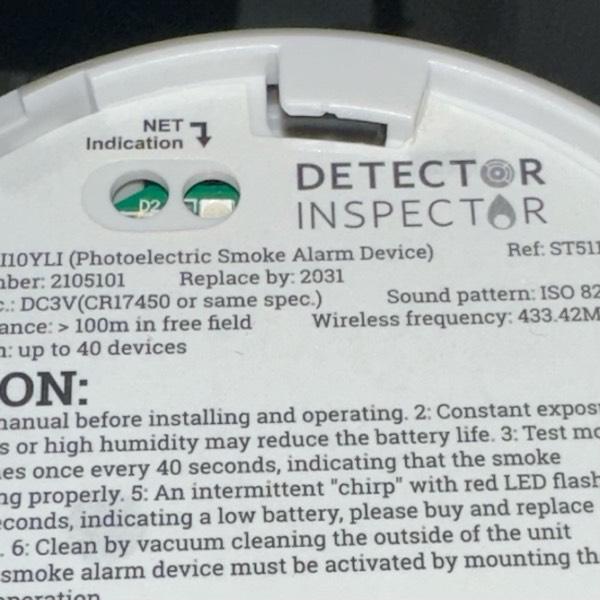 NET
Indication
D2
DETECTOR
INSPECTOR
I10YLI (Photoelectric Smoke Alarm Device) Ref: ST511
mber: 2105101 Replace by: 2031
c.: DC3V(CR17450 or same spec.) Sound pattern: ISO 82
ance: > 100m in free field Wireless frequency: 433.42M
n: up to 40 devices
ON:
manual before installing and operating. 2: Constant expos
s or high humidity may reduce the battery life. 3: Test mo
es once every 40 seconds, indicating that the smoke
ng properly. 5: An intermittent "chirp" with red LED flash
econds, indicating a low battery, please buy and replace
. 6: Clean by vacuum cleaning the outside of the unit
smoke alarm device must be activated by mounting th
operation